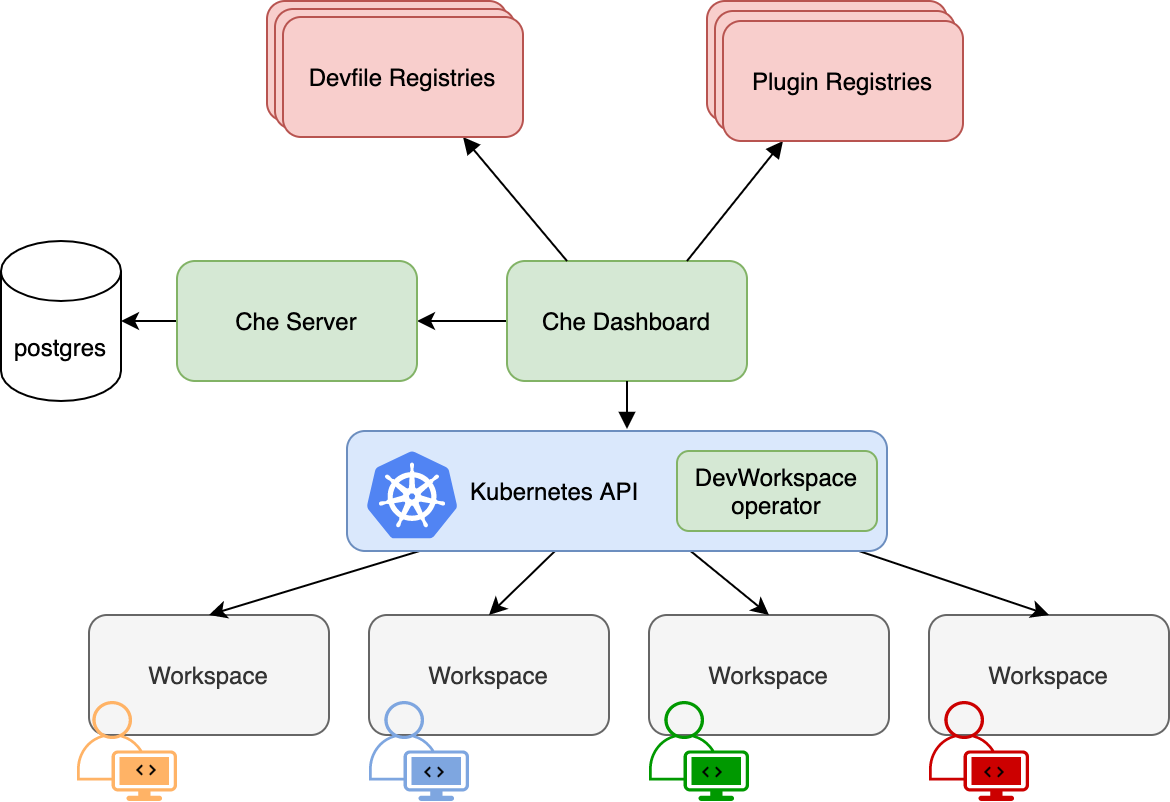 Devfile Registries
Plugin Registries
postgres
Che Server
Che Dashboard
Kubernetes API
DevWorkspace
operator
Workspace
Workspace
Workspace
Workspace
<>
<>
<>
<>